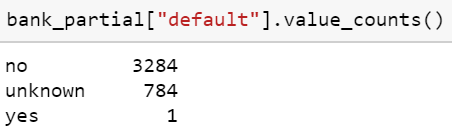 bank_partial["default"].value_counts()
no 3284
unknown 784
yes 1